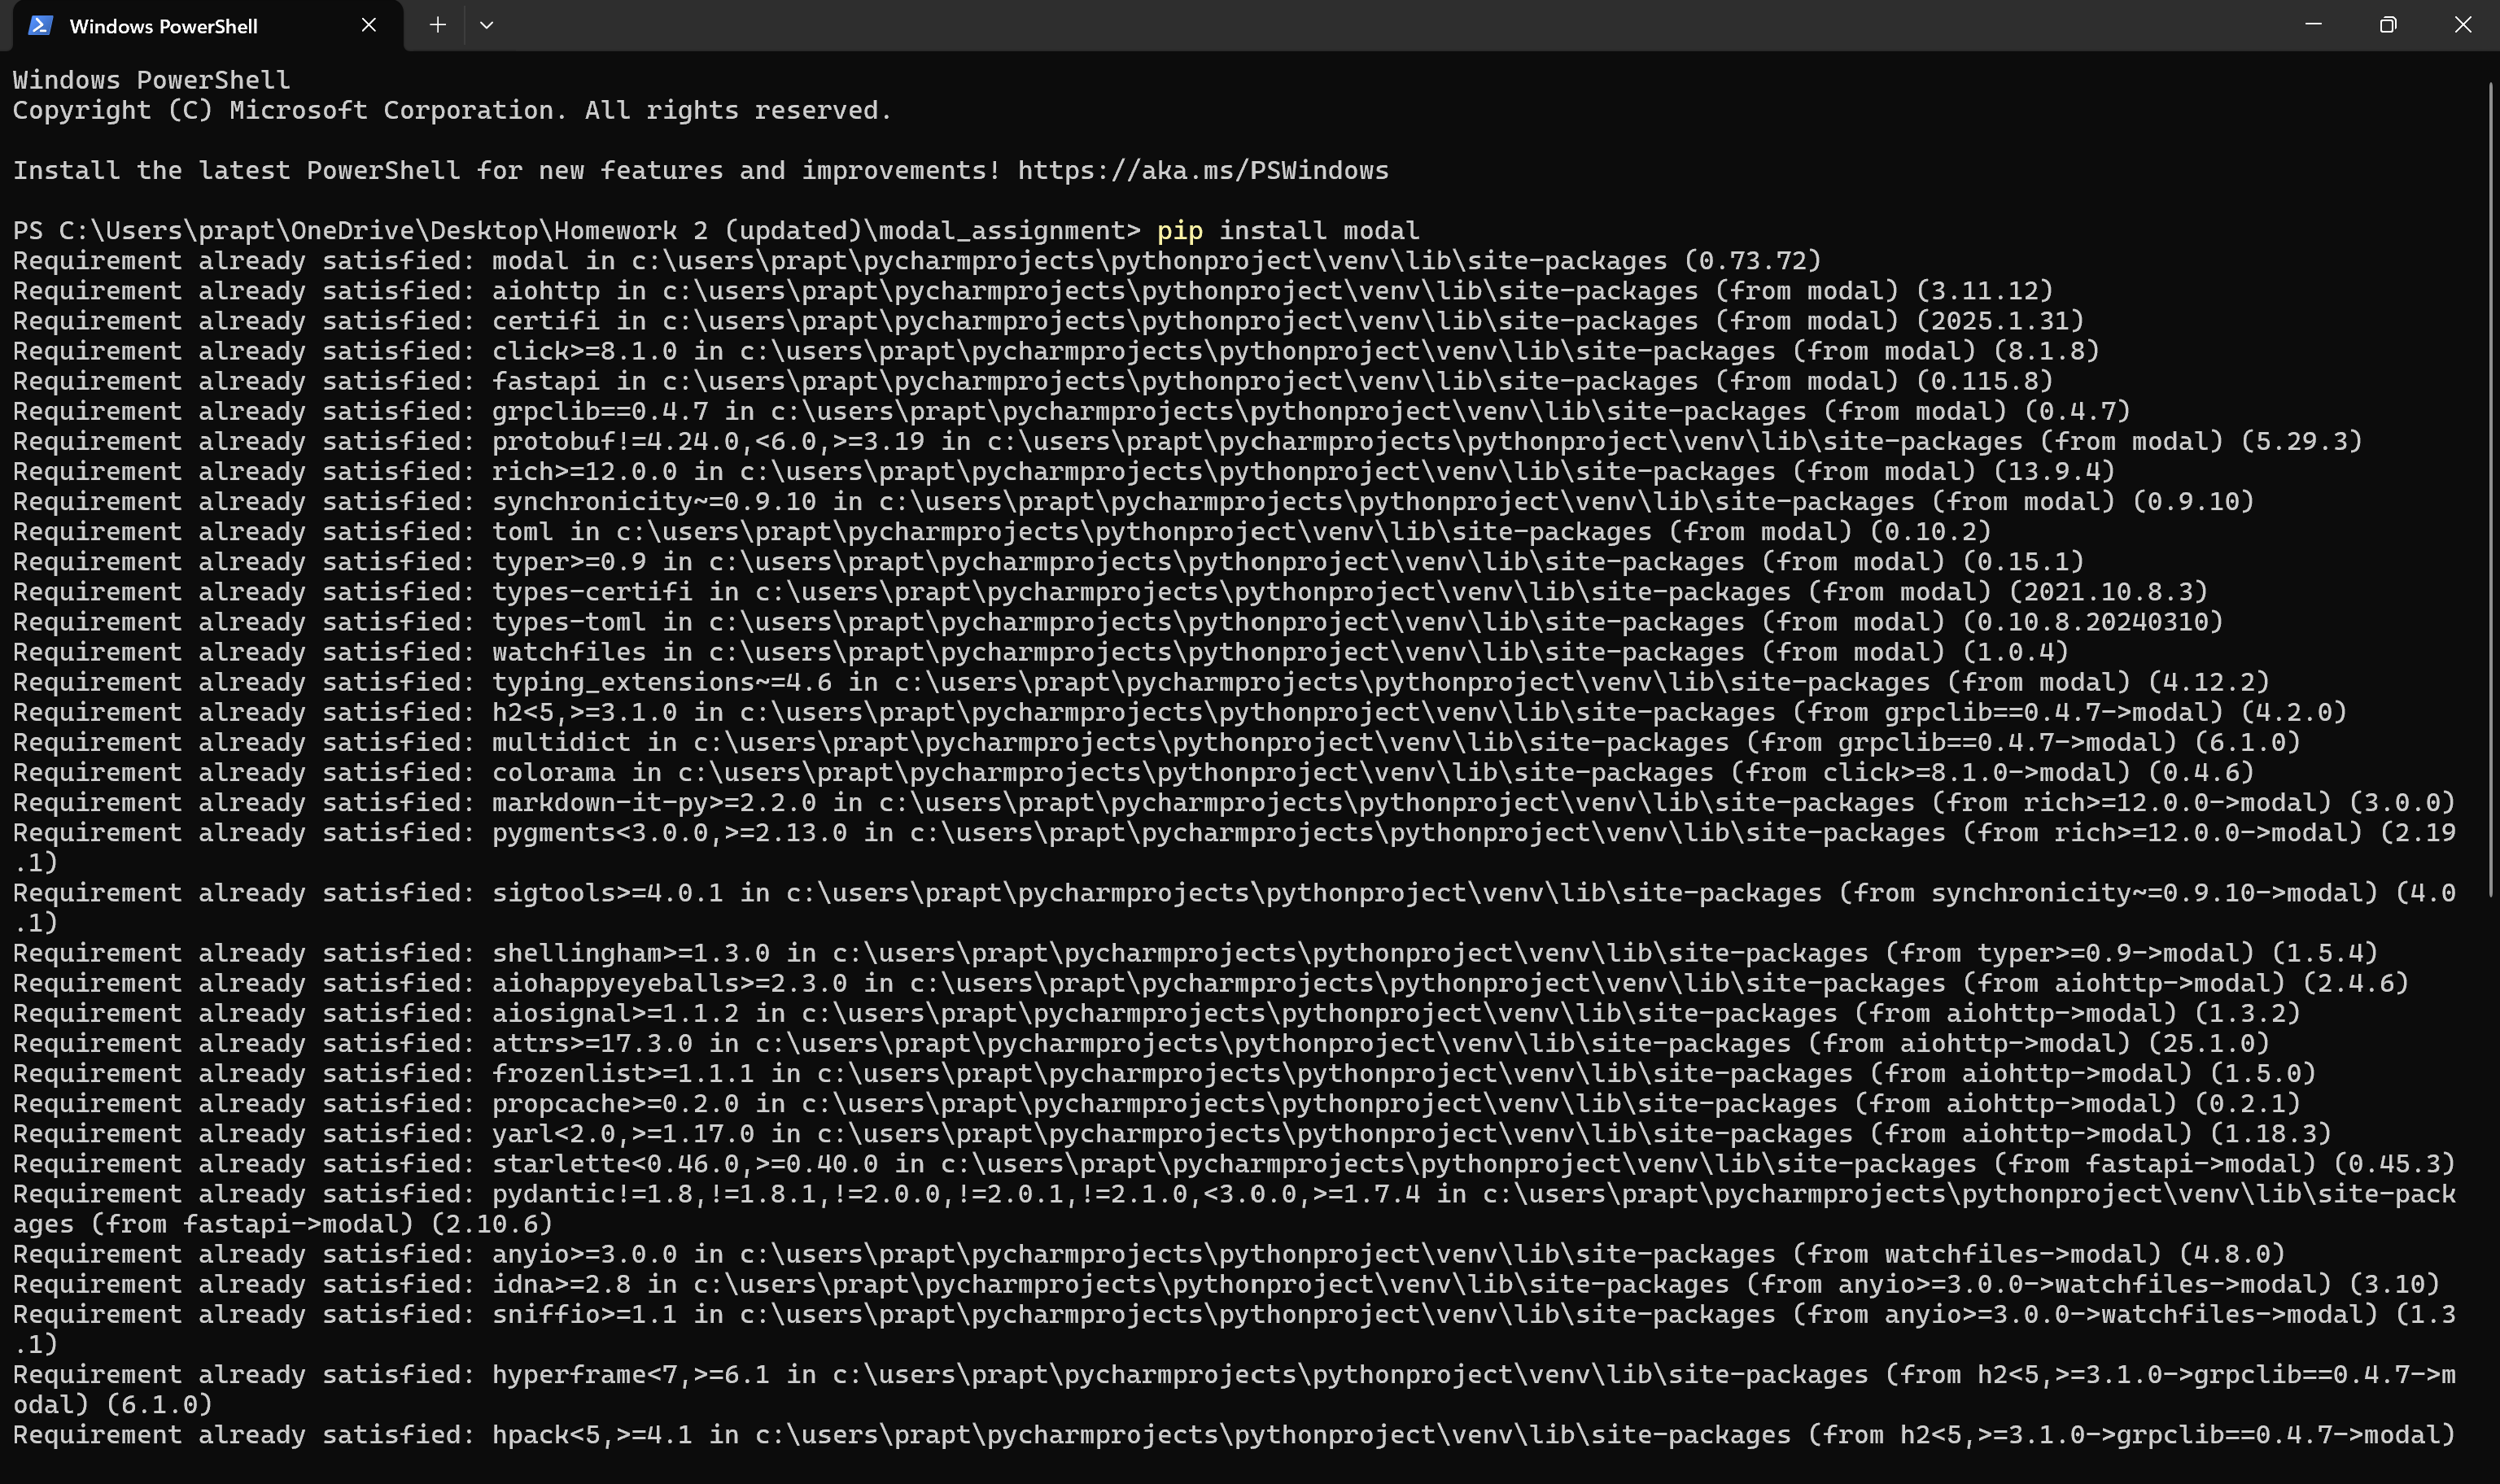 Windows PowerShell
Windows PowerShell
Copyright (C) Microsoft Corporation. All rights reserved.
Install the latest PowerShell for new features and improvements! https://aka.ms/PSWindows
PS C:\Users\prapt\OneDrive\Desktop\Homework 2 (updated)\modal_assignment> pip install modal
Requirement already satisfied: modal in c:\users\prapt\pycharmprojects\pythonproject\venv\lib\site-packages (0.73.72)
Requirement already satisfied: aiohttp in c:\users\prapt\pycharmprojects\pythonproject\venv\lib\site-packages (from modal) (3.11.12)
Requirement already satisfied: certifi in c:\users\prapt\pycharmprojects\pythonproject\venv\lib\site-packages (from modal) (2025.1.31)
Requirement already satisfied: click>=8.1.0 in c:\users\prapt\pycharmprojects\pythonproject\venv\lib\site-packages (from modal) (8.1.8)
Requirement already satisfied: fastapi in c:\users\prapt\pycharmprojects\pythonproject\venv\lib\site-packages (from modal) (0.115.8)
Requirement already satisfied: grpclib==0.4.7 in c:\users\prapt\pycharmprojects\pythonproject\venv\lib\site-packages (from modal) (0.4.7)
Requirement already satisfied: protobuf!=4.24.0,<6.0,>=3.19 in c:\users\prapt\pycharmprojects\pythonproject\venv\lib\site-packages (from modal) (5.29.3)
Requirement already satisfied: rich>=12.0.0 in c:\users\prapt\pycharmprojects\pythonproject\venv\lib\site-packages (from modal) (13.9.4)
Requirement already satisfied: synchronicity~=0.9.10 in c:\users\prapt\pycharmprojects\pythonproject\venv\lib\site-packages (from modal) (0.9.10)
Requirement already satisfied: toml in c:\users\prapt\pycharmprojects\pythonproject\venv\lib\site-packages (from modal) (0.10.2)
Requirement already satisfied: typer>=0.9 in c:\users\prapt\pycharmprojects\pythonproject\venv\lib\site-packages (from modal) (0.15.1)
Requirement already satisfied: types-certifi in c:\users\prapt\pycharmprojects\pythonproject\venv\lib\site-packages (from modal) (2021.10.8.3)
Requirement already satisfied: types-toml in c:\users\prapt\pycharmprojects\pythonproject\venv\lib\site-packages (from modal) (0.10.8.20240310)
Requirement already satisfied: watchfiles in c:\users\prapt\pycharmprojects\pythonproject\venv\lib\site-packages (from modal) (1.0.4)
Requirement already satisfied: typing_extensions~=4.6 in c:\users\prapt\pycharmprojects\pythonproject\venv\lib\site-packages (from modal) (4.12.2)
Requirement already satisfied: h2<5,>=3.1.0 in c:\users\prapt\pycharmprojects\pythonproject\venv\lib\site-packages (from grpclib==0.4.7->modal) (4.2.0)
Requirement already satisfied: multidict in c:\users\prapt\pycharmprojects\pythonproject\venv\lib\site-packages (from grpclib==0.4.7->modal) (6.1.0)
Requirement already satisfied: colorama in c:\users\prapt\pycharmprojects\pythonproject\venv\lib\site-packages (from click>=8.1.0->modal) (0.4.6)
Requirement already satisfied: markdown-it-py>=2.2.0 in c:\users\prapt\pycharmprojects\pythonproject\venv\lib\site-packages (from rich>=12.0.0->modal) (3.0.0)
Requirement already satisfied: pygments<3.0.0,>=2.13.0 in c:\users\prapt\pycharmprojects\pythonproject\venv\lib\site-packages (from rich>=12.0.0->modal) (2.19
.1)
Requirement already satisfied: sigtools>=4.0.1 in c:\users\prapt\pycharmprojects\pythonproject\venv\lib\site-packages (from synchronicity~=0.9.10->modal) (4.0
.1)
Requirement already satisfied: shellingham>=1.3.0 in c:\users\prapt\pycharmprojects\pythonproject\venv\lib\site-packages (from typer>=0.9->modal) (1.5.4)
Requirement already satisfied: aiohappyeyeballs>=2.3.0 in c:\users\prapt\pycharmprojects\pythonproject\venv\lib\site-packages (from aiohttp->modal) (2.4.6)
Requirement already satisfied: aiosignal>=1.1.2 in c:\users\prapt\pycharmprojects\pythonproject\venv\lib\site-packages (from aiohttp->modal) (1.3.2)
Requirement already satisfied: attrs>=17.3.0 in c:\users\prapt\pycharmprojects\pythonproject\venv\lib\site-packages (from aiohttp->modal) (25.1.0)
Requirement already satisfied: frozenlist>=1.1.1 in c:\users\prapt\pycharmprojects\pythonproject\venv\lib\site-packages (from aiohttp->modal) (1.5.0)
Requirement already satisfied: propcache>=0.2.0 in c:\users\prapt\pycharmprojects\pythonproject\venv\lib\site-packages (from aiohttp->modal) (0.2.1)
Requirement already satisfied: yarl<2.0,>=1.17.0 in c:\users\prapt\pycharmprojects\pythonproject\venv\lib\site-packages (from aiohttp->modal) (1.18.3)
Requirement already satisfied: starlette<0.46.0,>=0.40.0 in c:\users\prapt\pycharmprojects\pythonproject\venv\lib\site-packages (from fastapi->modal) (0.45.3)
Requirement already satisfied: pydantic!=1.8,!=1.8.1,!=2.0.0,!=2.0.1,!=2.1.0,<3.0.0,>=1.7.4 in c:\users\prapt\pycharmprojects\pythonproject\venv\lib\site-pack
ages (from fastapi->modal) (2.10.6)
Requirement already satisfied: anyio>=3.0.0 in c:\users\prapt\pycharmprojects\pythonproject\venv\lib\site-packages (from watchfiles->modal) (4.8.0)
Requirement already satisfied: idna>=2.8 in c:\users\prapt\pycharmprojects\pythonproject\venv\lib\site-packages (from anyio>=3.0.0->watchfiles->modal) (3.10)
Requirement already satisfied: sniffio>=1.1 in c:\users\prapt\pycharmprojects\pythonproject\venv\lib\site-packages (from anyio>=3.0.0->watchfiles->modal) (1.3
.1)
Requirement already satisfied: hyperframe<7,>=6.1 in c:\users\prapt\pycharmprojects\pythonproject\venv\lib\site-packages (from h2<5,>=3.1.0->grpclib==0.4.7->m
odal) (6.1.0)
Requirement already satisfied: hpack<5,>=4.1 in c:\users\prapt\pycharmprojects\pythonproject\venv\lib\site-packages (from h2<5,>=3.1.0->grpclib==0.4.7->modal)